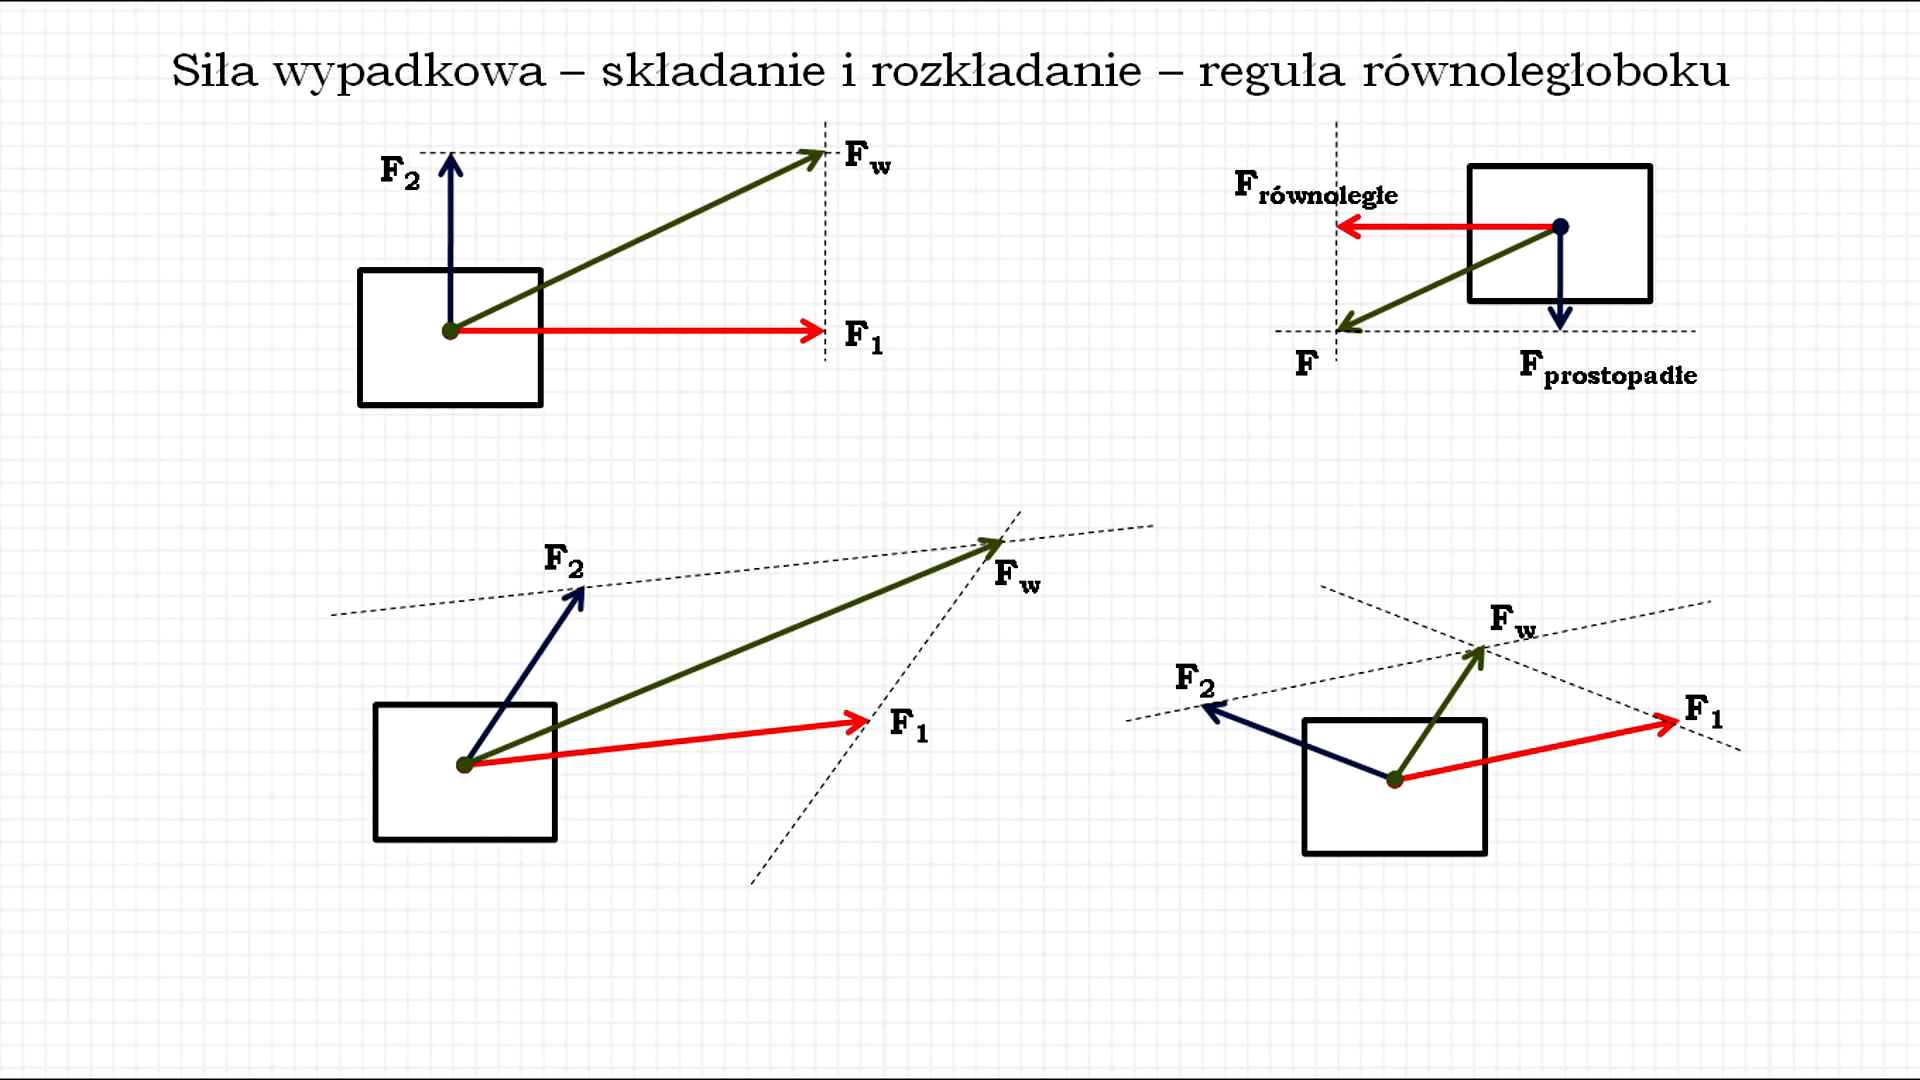 Siła wypadkowa – składanie i rozkładanie – reguła równoległoboku
F2
Fw
F1
Frównoległe
F
Fprostopadłe
F2
Fw
F1
Fw
F2
F1